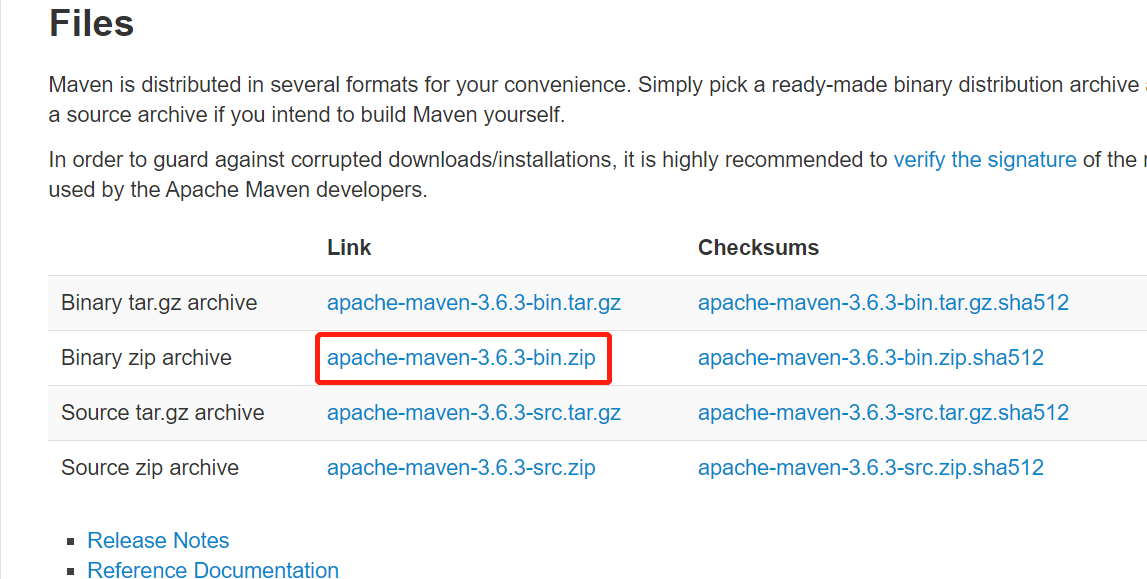 Files
Maven is distributed in several formats for your convenience. Simply pick a ready-made binary distribution archive
a source archive if you intend to build Maven yourself.
In order to guard against corrupted downloads/installations, it is highly recommended to verify the signature of the
used by the Apache Maven developers.
Link Checksums
Binary tar.gz archive apache-maven-3.6.3-bin.tar.gz apache-maven-3.6.3-bin.tar.gz.sha512
Binary zip archive apache-maven-3.6.3-bin.zip apache-maven-3.6.3-bin.zip.sha512
Source tar.gz archive apache-maven-3.6.3-src.tar.gz apache-maven-3.6.3-src.tar.gz.sha512
Source zip archive apache-maven-3.6.3-src.zip apache-maven-3.6.3-src.zip.sha512
Release Notes
Reference Documentation